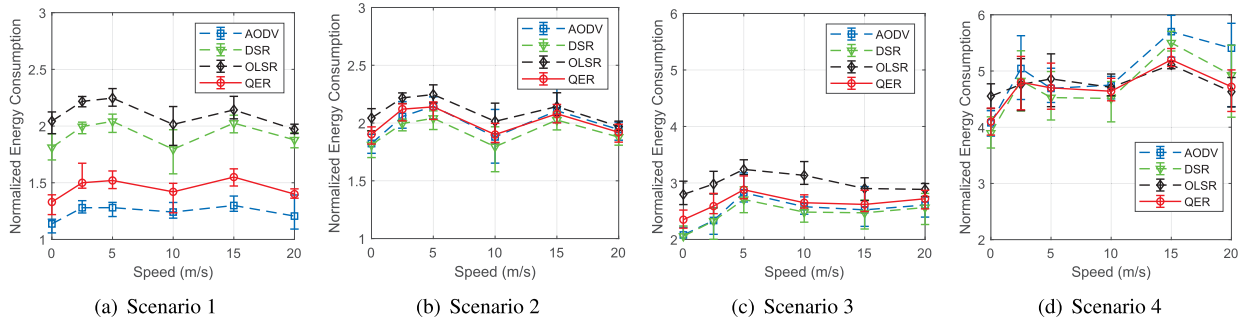 Normalized Energy Consumption
3
2.5
2
1.5
1
0
5
10
15
20
Speed (m/s)
AODV
DSR
OLSR
QER
(a) Scenario 1
Normalized Energy Consumption
3
2.5
2
1.5
1
0
5
10
15
20
Speed (m/s)
AODV
DSR
OLSR
QER
(b) Scenario 2
Normalized Energy Consumption
6
5
4
3
2
0
5
10
15
20
Speed (m/s)
AODV
DSR
OLSR
QER
(c) Scenario 3
Normalized Energy Consumption
6
5
4
3
2
0
5
10
15
20
Speed (m/s)
AODV
DSR
OLSR
QER
(d) Scenario 4